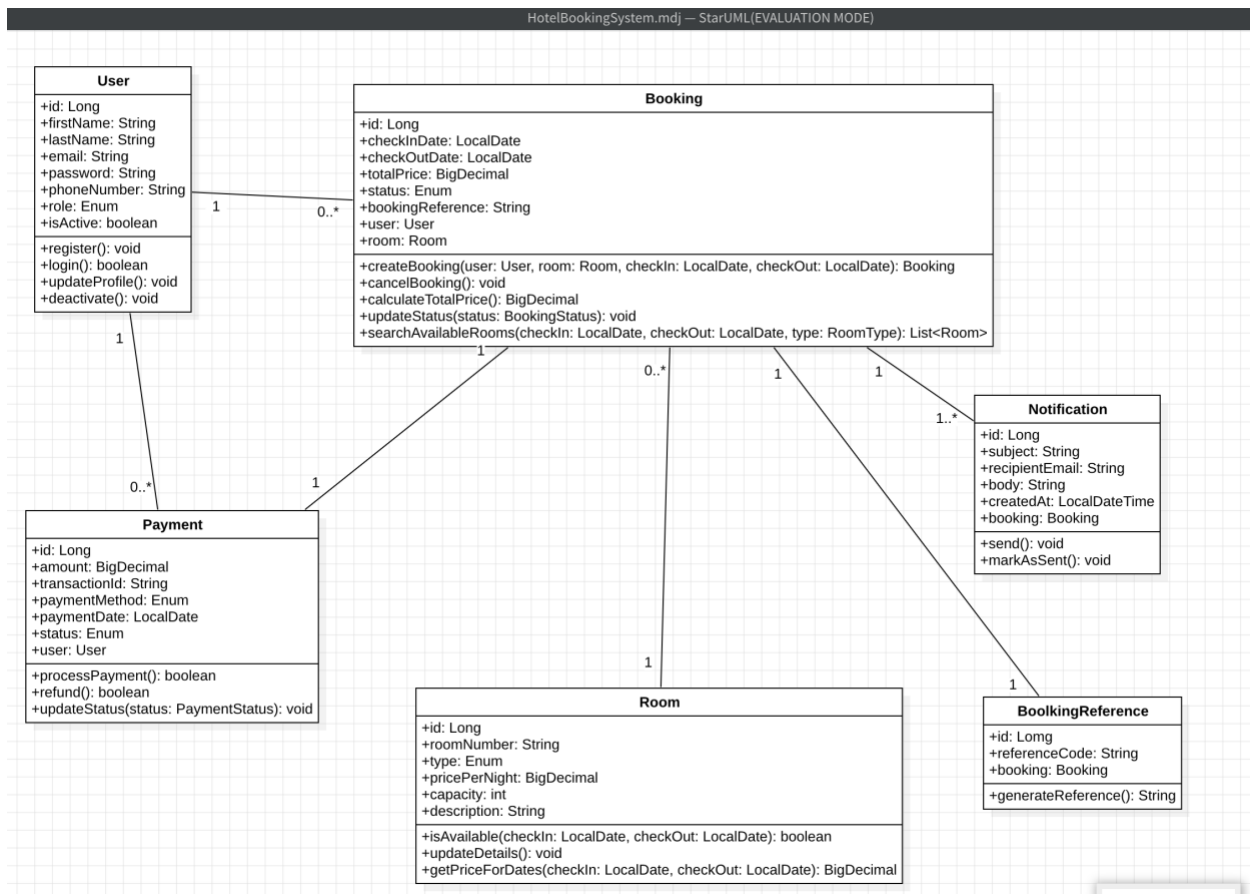 HotelBookingSystem.mdj — StarUML(EVALUATION MODE)
User
+id: Long
+firstName: String
+lastName: String
+email: String
+password: String
+phoneNumber: String
+role: Enum
+isActive: boolean
+register(): void
+login(): boolean
+updateProfile(): void
+deactivate(): void
1
0..*
Booking
+id: Long
+checkInDate: LocalDate
+checkOutDate: LocalDate
+totalPrice: BigDecimal
+status: Enum
+bookingReference: String
+user: User
+room: Room
+createBooking(user: User, room: Room, checkIn: LocalDate, checkOut: LocalDate): Booking
+cancelBooking(): void
+calculateTotalPrice(): BigDecimal
+updateStatus(status: BookingStatus): void
+searchAvailableRooms(checkIn: LocalDate, checkOut: LocalDate, type: RoomType): List<Room>
1
0..*
1
1
0..*
1
1
1
1..*
1
1
Notification
+id: Long
+subject: String
+recipientEmail: String
+body: String
+createdAt: LocalDateTime
+booking: Booking
+send(): void
+markAsSent(): void
Payment
+id: Long
+amount: BigDecimal
+transactionId: String
+paymentMethod: Enum
+paymentDate: LocalDate
+status: Enum
+user: User
+processPayment(): boolean
+refund(): boolean
+updateStatus(status: PaymentStatus): void
Room
+id: Long
+roomNumber: String
+type: Enum
+pricePerNight: BigDecimal
+capacity: int
+description: String
+isAvailable(checkIn: LocalDate, checkOut: LocalDate): boolean
+updateDetails(): void
+getPriceForDates(checkIn: LocalDate, checkOut: LocalDate): BigDecimal
BoolkingReference
+id: Lomg
+referenceCode: String
+booking: Booking
+generateReference(): String